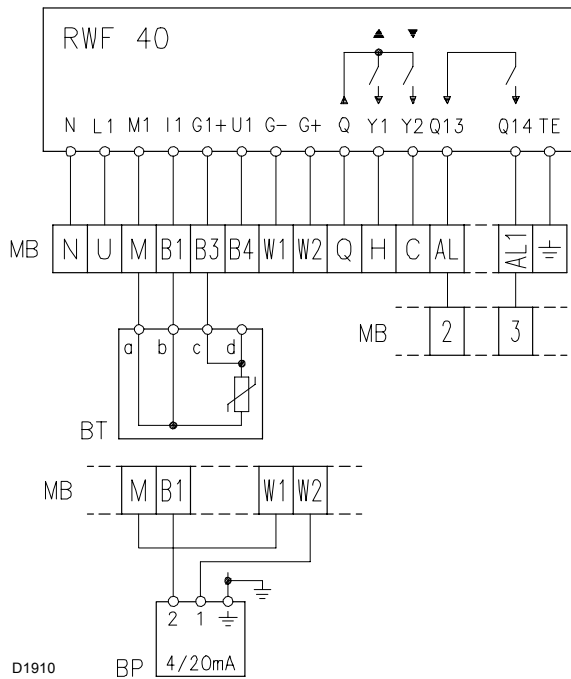 RWF 40
N L1 M1 I1 G1+ U1 G- G+ Q Y1 Y2 Q13 Q14 TE
MB N U M B1 B3 B4 W1 W2 Q H C AL AL1
MB 2 3
a b c d
BT
MB M B1 W1 W2
2 1
D1910 BP 4/20mA